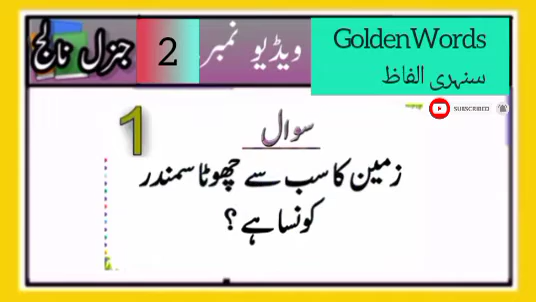 جنرل نالج
2
ویڈیو نمبر
GoldenWords
سنہری الفاظ
SUBSCRIBED
1
سوال
زمین کا سب سے چھوٹا سمندر
کونسا ہے ؟